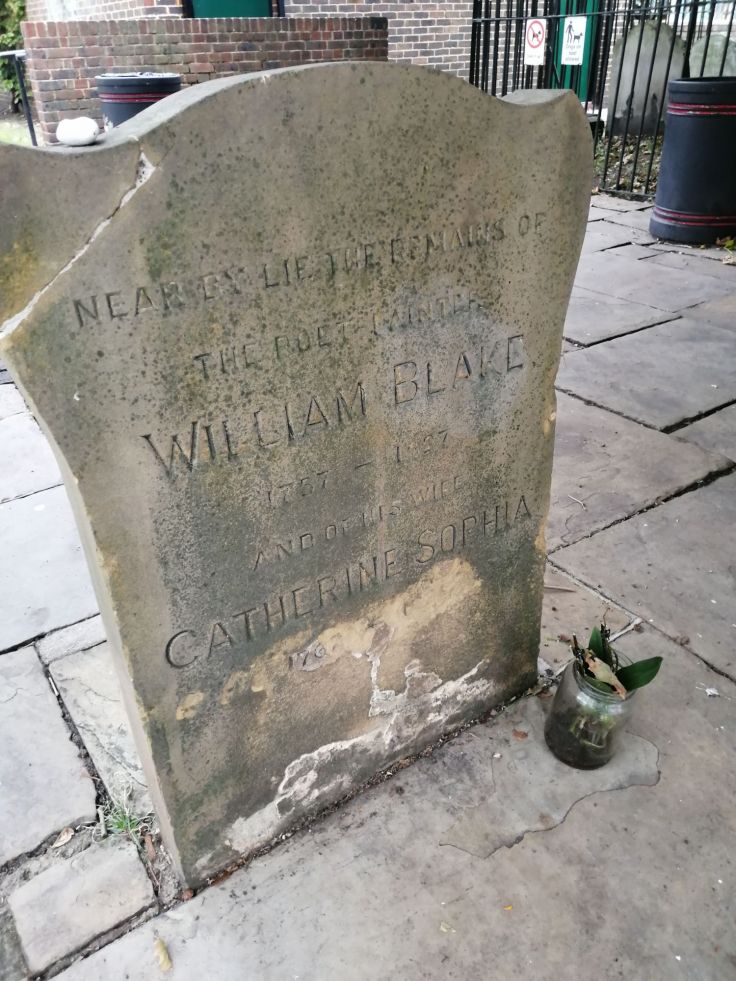 NEAR BY LIE THE REMAINS OF
THE POET PAINTER
WILLIAM BLAKE
1757 – 1827
AND OF HIS WIFE
CATHERINE SOPHIA